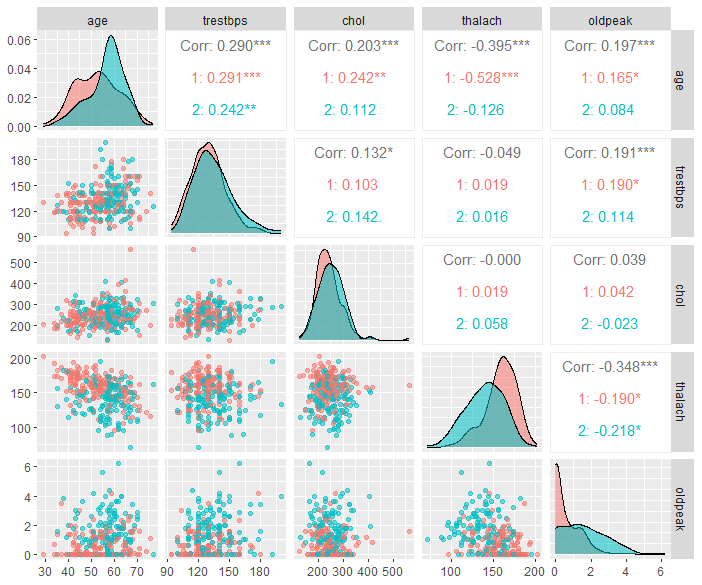 age trestbps chol thalach oldpeak
0.06
0.04
0.02
0.00
Corr: 0.290*** Corr: 0.203*** Corr: -0.395*** Corr: 0.197***
1: 0.291*** 1: 0.242** 1: -0.528*** 1: 0.165*
2: 0.242** 2: 0.112 2: -0.126 2: 0.084
age
180
150
120
90
Corr: 0.132* Corr: -0.049 Corr: 0.191***
1: 0.103 1: 0.019 1: 0.190*
2: 0.142. 2: 0.016 2: 0.114
trestbps
500
400
300
200
Corr: -0.000 Corr: 0.039
1: 0.019 1: 0.042
2: 0.058 2: -0.023
chol
200
150
100
Corr: -0.348***
1: -0.190*
2: -0.218*
thalach
6
4
2
0
oldpeak
30 40 50 60 70 90 120 150 180 200 300 400 500 100 150 200 0 2 4 6